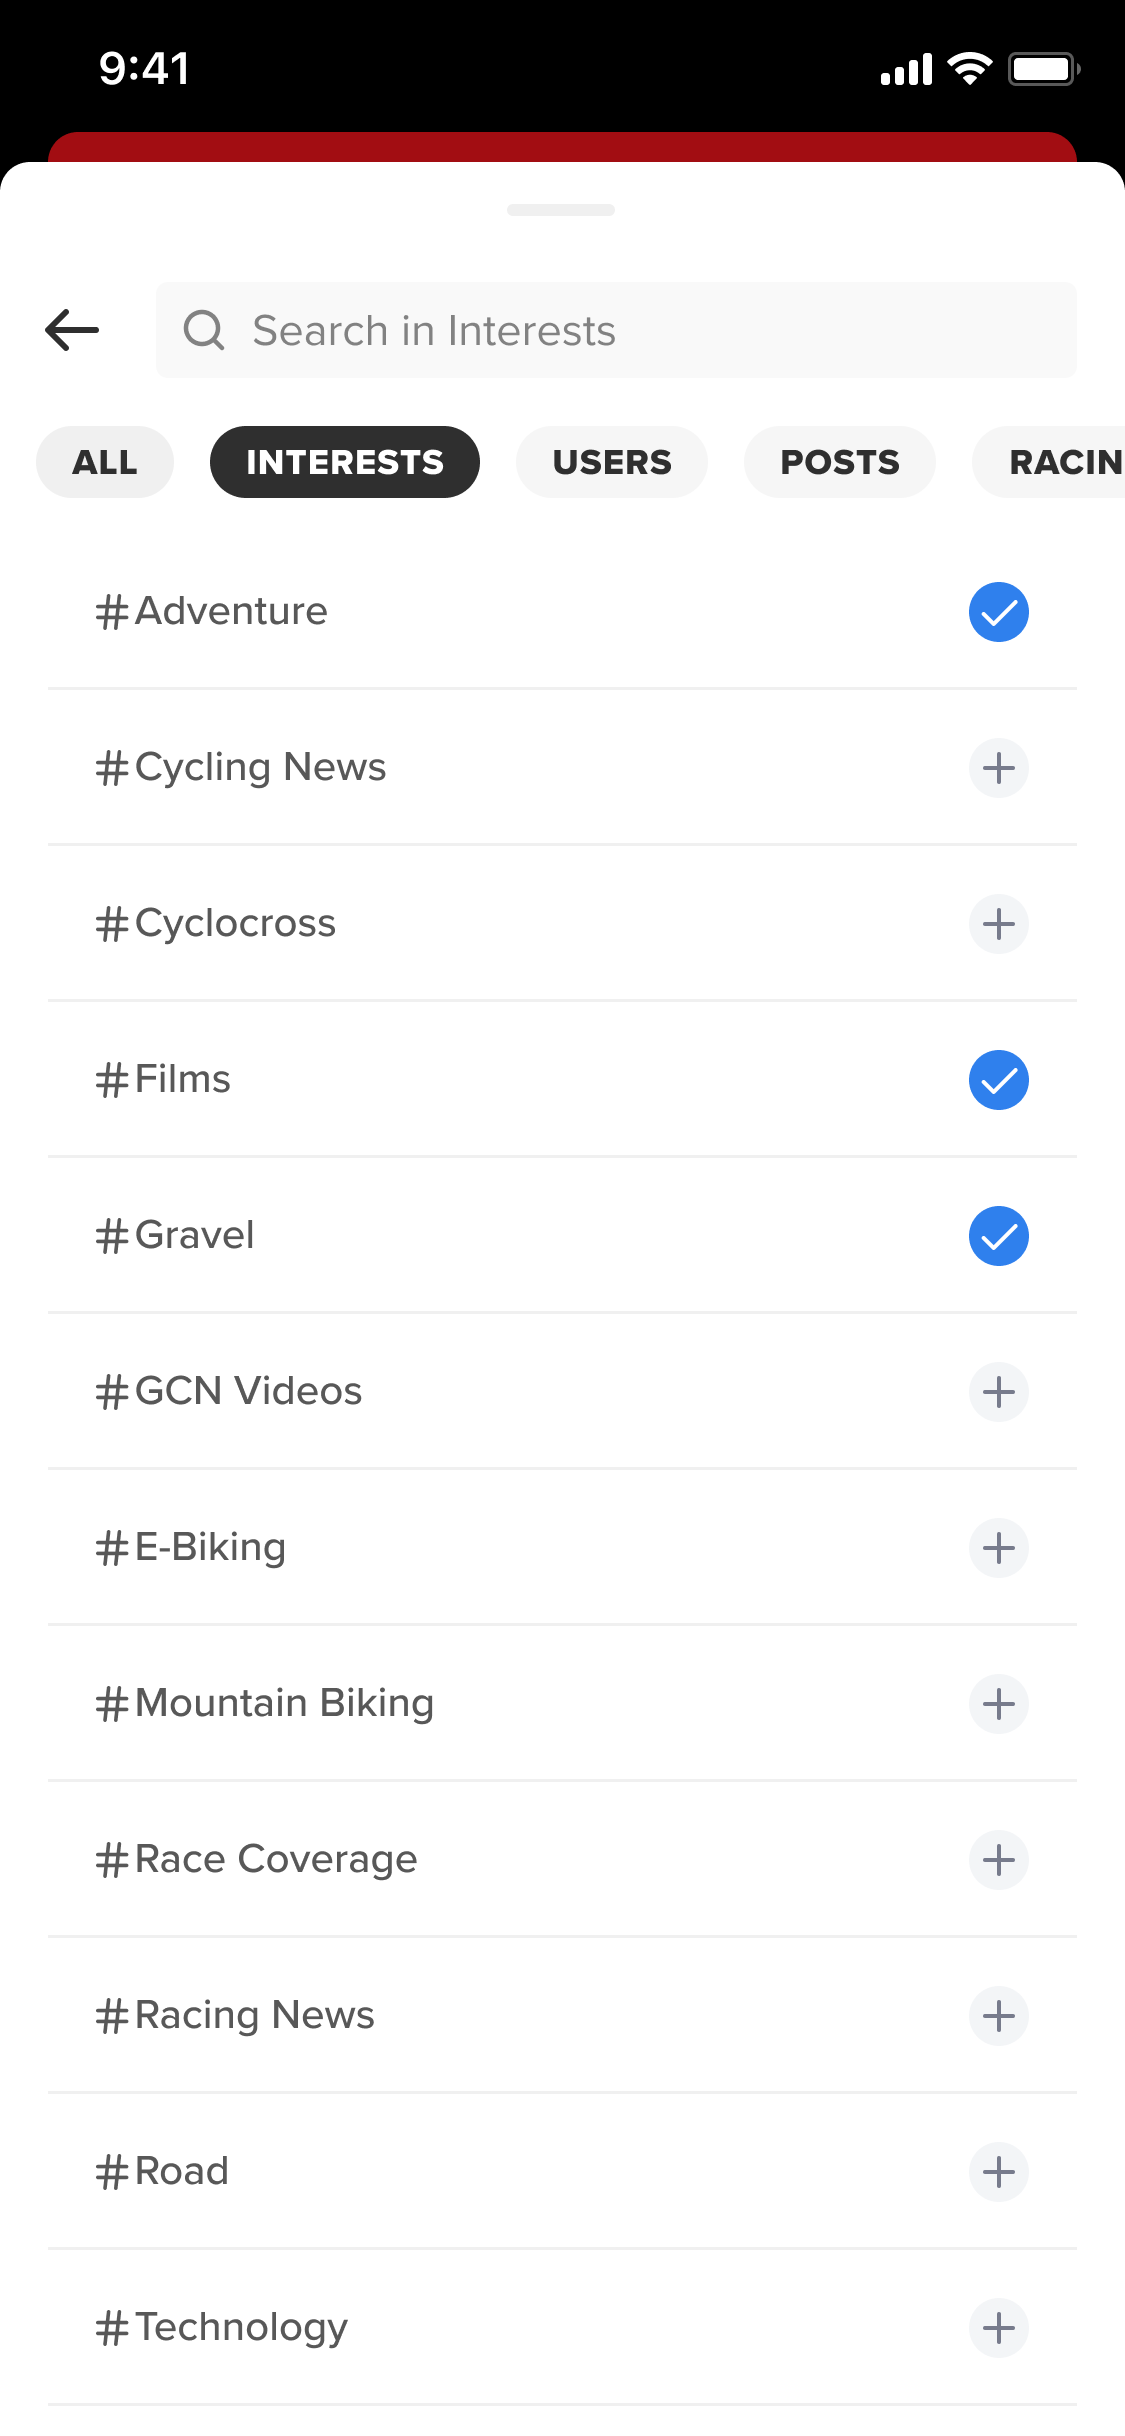 9:41
Search in Interests
ALL INTERESTS USERS POSTS RACIN
#Adventure
#Cycling News
#Cyclocross
#Films
#Gravel
#GCN Videos
#E-Biking
#Mountain Biking
#Race Coverage
#Racing News
#Road
#Technology